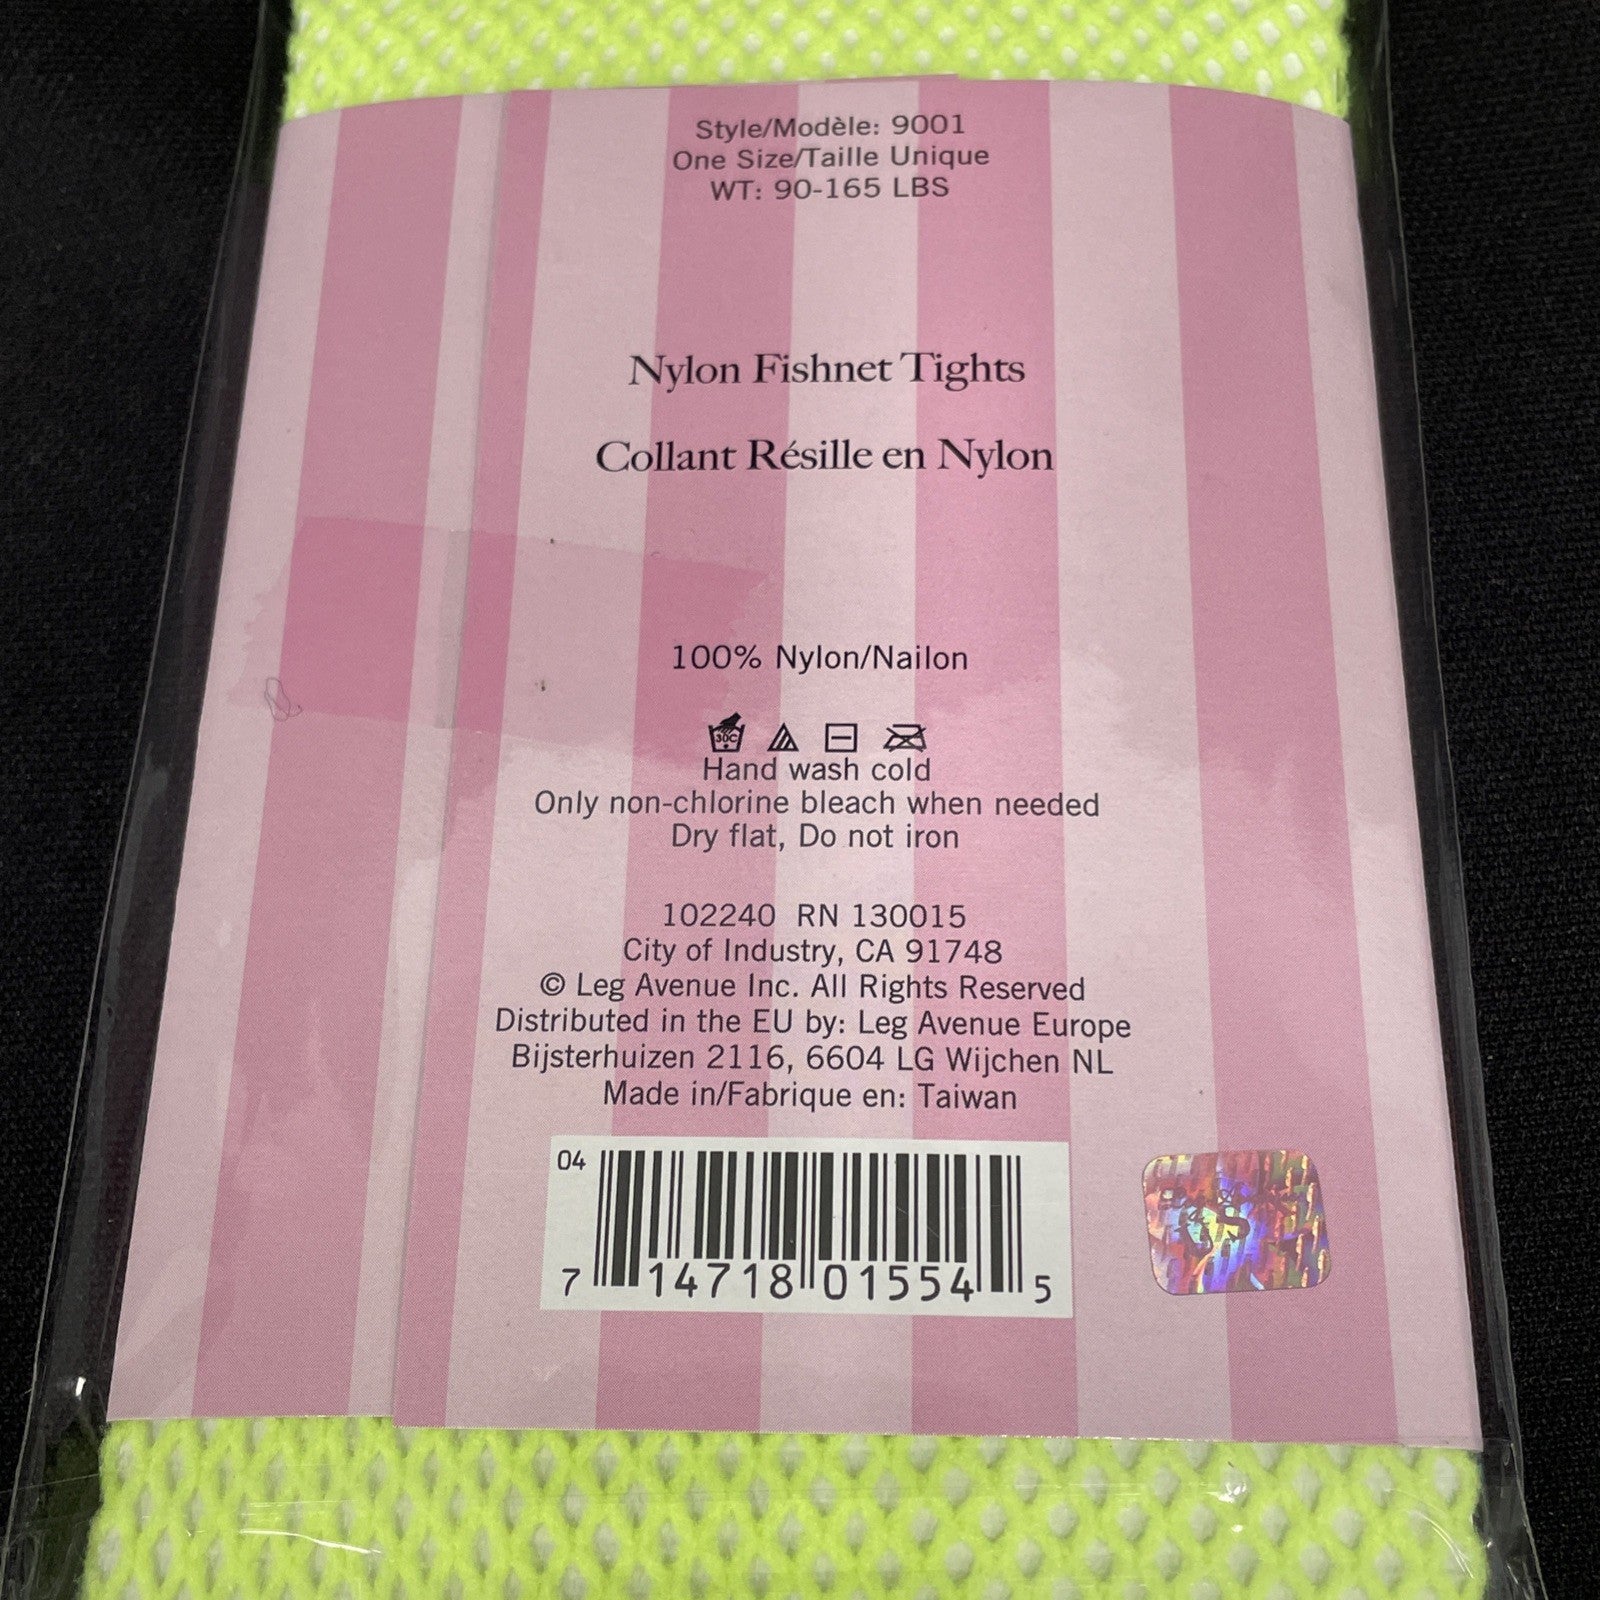 Style/Modèle: 9001
One Size/Taille Unique
WT: 90-165 LBS
Nylon Fishnet Tights
Collant Résille en Nylon
100% Nylon/Nailon
30C
Hand wash cold
Only non-chlorine bleach when needed
Dry flat, Do not iron
102240 RN 130015
City of Industry, CA 91748
© Leg Avenue Inc. All Rights Reserved
Distributed in the EU by: Leg Avenue Europe
Bijsterhuizen 2116, 6604 LG Wijchen NL
Made in/Fabrique en: Taiwan
04
7 14718 01554 5